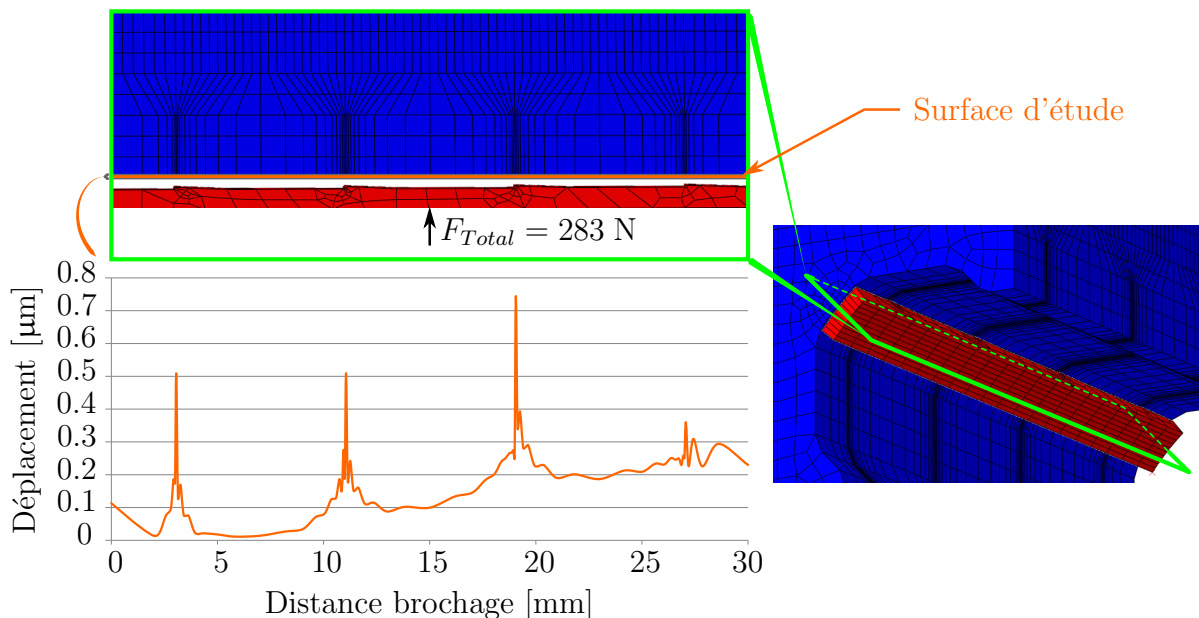 Surface d'étude
F_Total = 283 N
Déplacement [μm]
0.8
0.7
0.6
0.5
0.4
0.3
0.2
0.1
0
0 5 10 15 20 25 30
Distance brochage [mm]